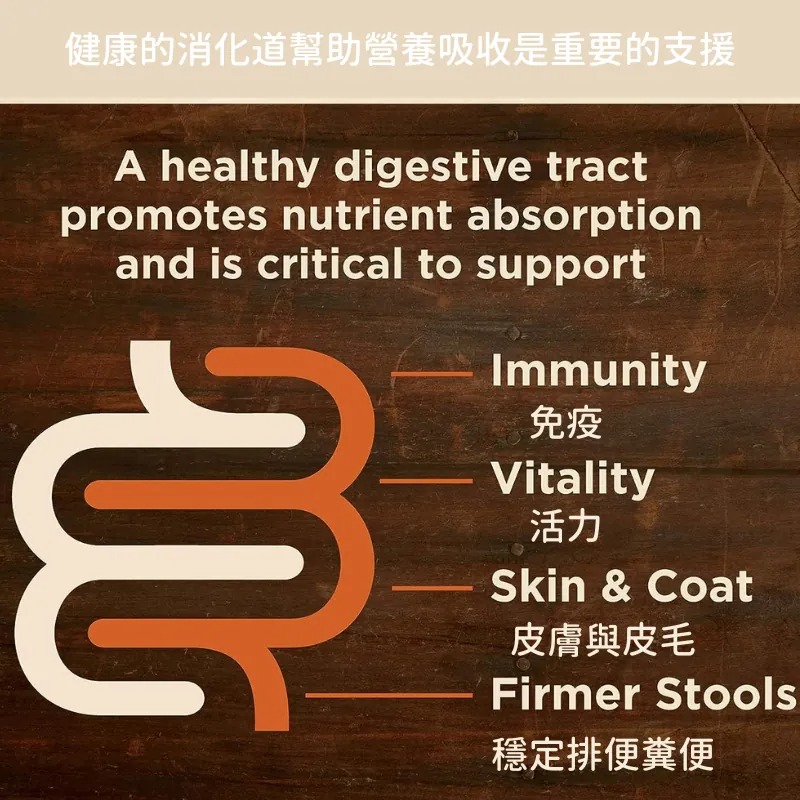 健康的消化道幫助營養吸收是重要的支援
A healthy digestive tract
promotes nutrient absorption
and is critical to support
Immunity
免疫
Vitality
活力
Skin & Coat
皮膚與皮毛
Firmer Stools
穩定排便糞便